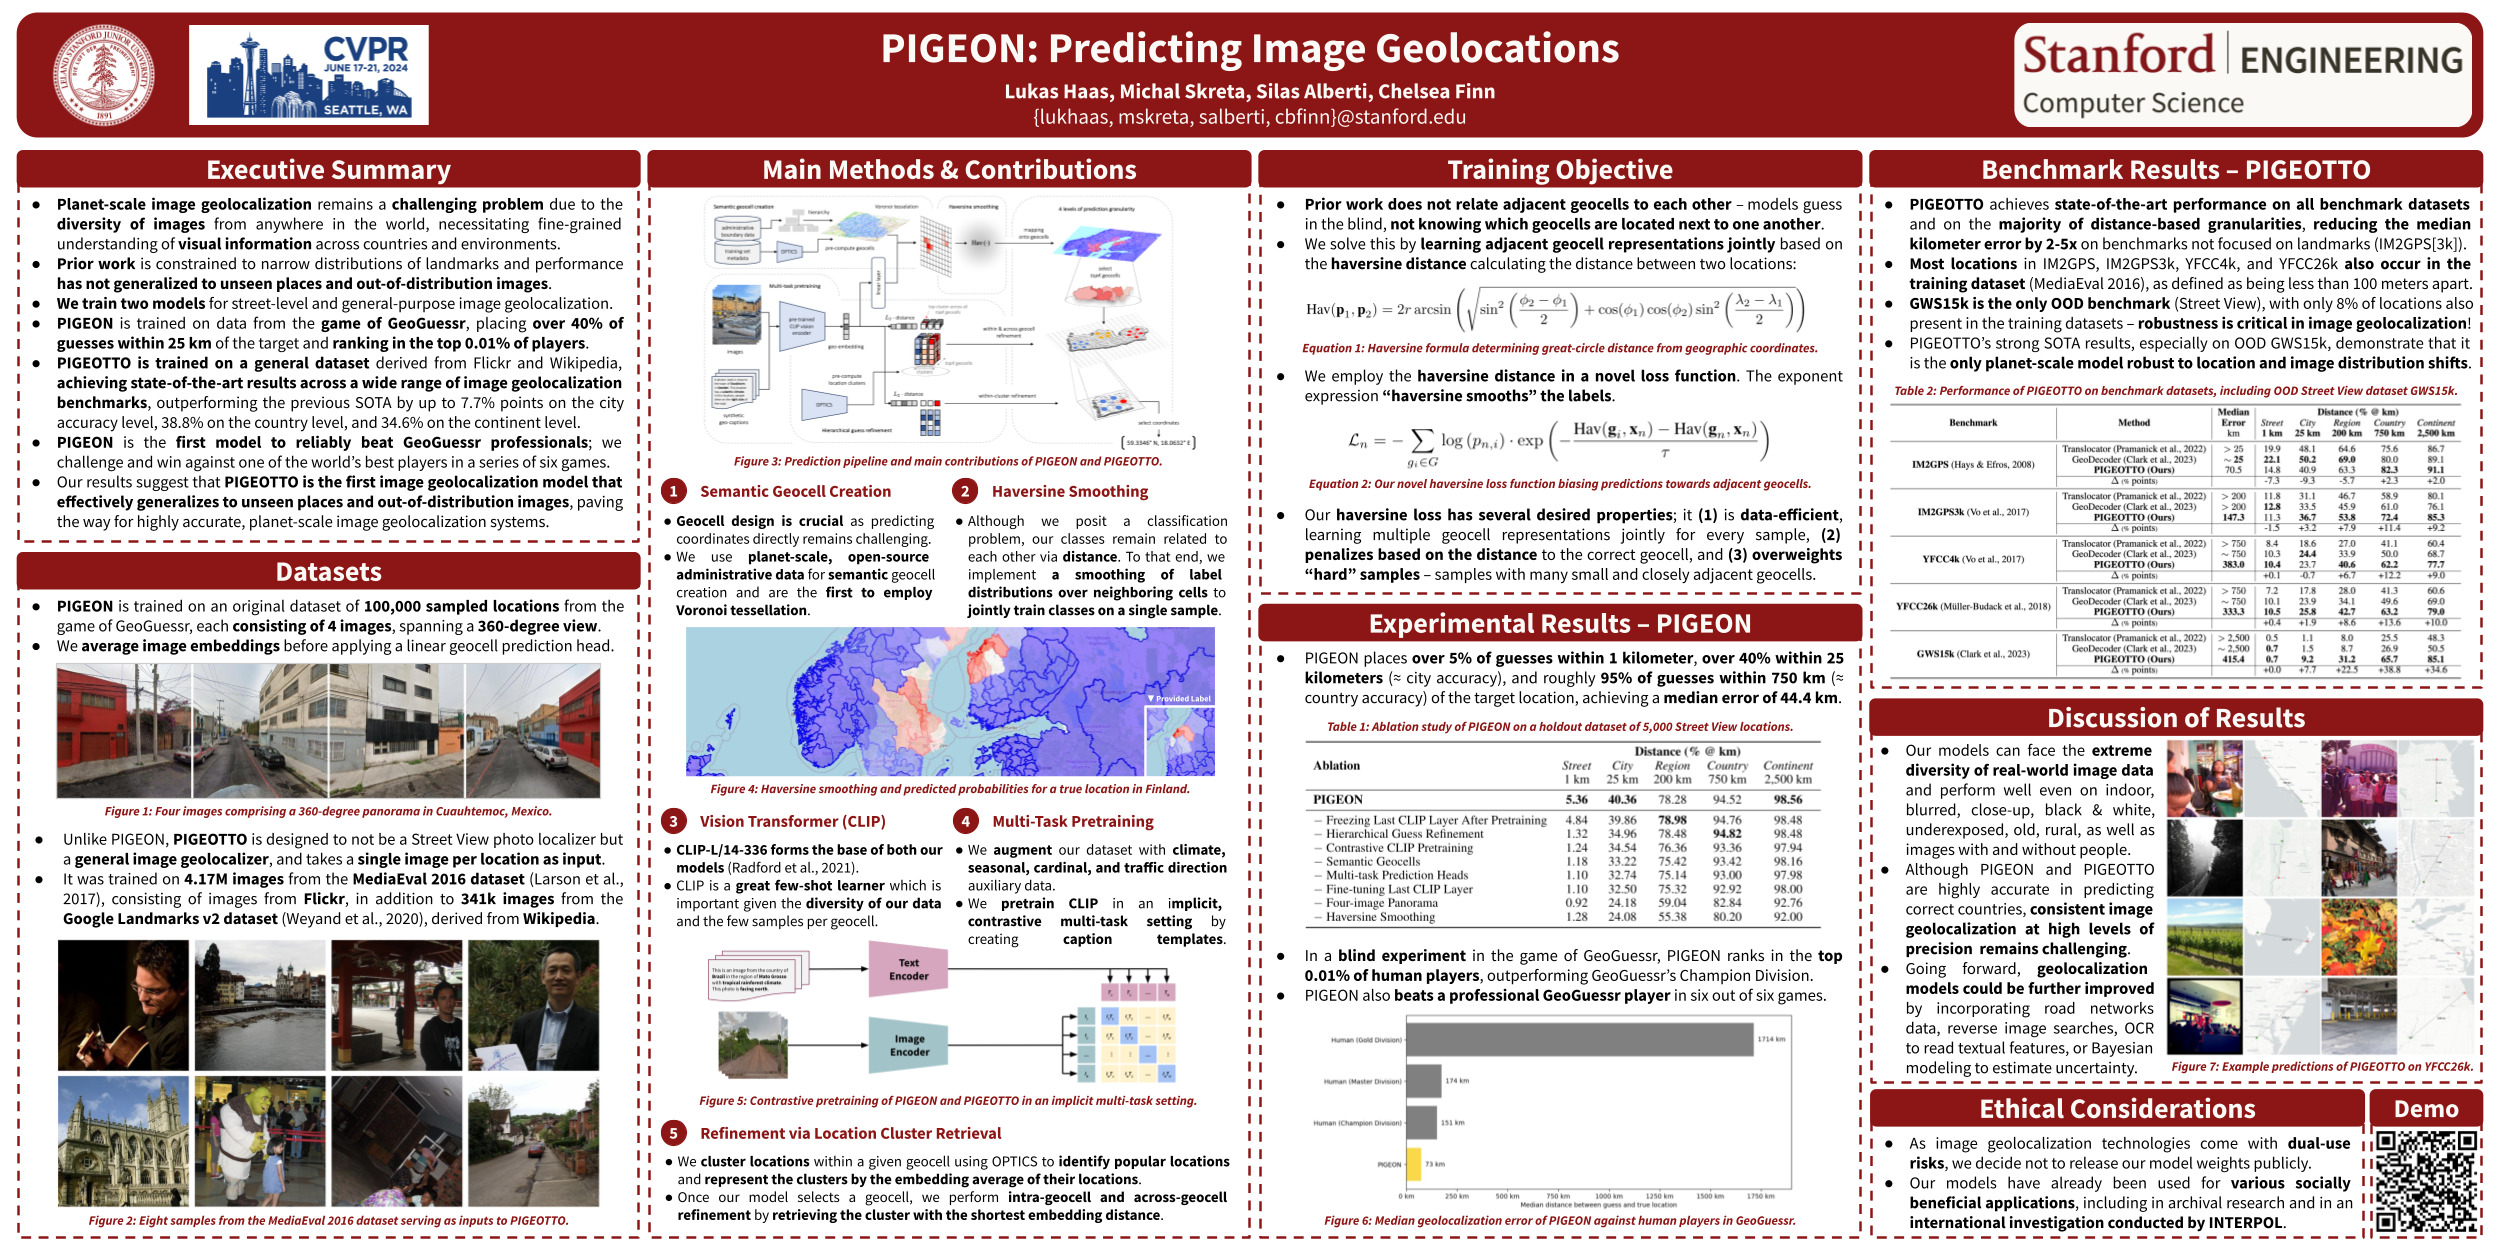 LELAND STANFORD JUNIOR UNIVERSITY
1891
CVPR
JUNE 17-21, 2024
SEATTLE, WA
PIGEON: Predicting Image Geolocations
Lukas Haas, Michal Skreta, Silas Alberti, Chelsea Finn
{lukhaas, mskreta, salberti, cbfinn}@stanford.edu
Stanford | ENGINEERING
Computer Science
Executive Summary
● Planet-scale image geolocalization remains a challenging problem due to the
diversity of images from anywhere in the world, necessitating fine-grained
understanding of visual information across countries and environments.
● Prior work is constrained to narrow distributions of landmarks and performance
has not generalized to unseen places and out-of-distribution images.
● We train two models for street-level and general-purpose image geolocalization.
● PIGEON is trained on data from the game of GeoGuessr, placing over 40% of
guesses within 25 km of the target and ranking in the top 0.01% of players.
● PIGEOTTO is trained on a general dataset derived from Flickr and Wikipedia,
achieving state-of-the-art results across a wide range of image geolocalization
benchmarks, outperforming the previous SOTA by up to 7.7% points on the city
accuracy level, 38.8% on the country level, and 34.6% on the continent level.
● PIGEON is the first model to reliably beat GeoGuessr professionals; we
challenge and win against one of the world's best players in a series of six games.
● Our results suggest that PIGEOTTO is the first image geolocalization model that
effectively generalizes to unseen places and out-of-distribution images, paving
the way for highly accurate, planet-scale image geolocalization systems.
Datasets
● PIGEON is trained on an original dataset of 100,000 sampled locations from the
game of GeoGuessr, each consisting of 4 images, spanning a 360-degree view.
● We average image embeddings before applying a linear geocell prediction head.
Figure 1: Four images comprising a 360-degree panorama in Cuauhtemoc, Mexico.
● Unlike PIGEON, PIGEOTTO is designed to not be a Street View photo localizer but
a general image geolocalizer, and takes a single image per location as input.
● It was trained on 4.17M images from the MediaEval 2016 dataset (Larson et al.,
2017), consisting of images from Flickr, in addition to 341k images from the
Google Landmarks v2 dataset (Weyand et al., 2020), derived from Wikipedia.
Figure 2: Eight samples from the MediaEval 2016 dataset serving as inputs to PIGEOTTO.
Main Methods & Contributions
Semantic geocell creation
hierarchy
Voronoi tessellation
Haversine smoothing
4 levels of prediction granularity
administrative boundary data
training set metadata
OPTICS
pre-compute geocells
Hav(·)
mapping onto geocells
select topK geocells
linear layer
Multi-task pretraining
pre-trained CLIP vision encoder
images
geo-embedding
L2-distance
top cluster across all topK geocells
within & across geocell refinement
topK geocells
clusters
pre-compute location clusters
OPTICS
L2-distance
within-cluster refinement
synthetic geo-captions
Hierarchical guess refinement
select coordinates
[ 59.3346° N, 18.0632° E ]
Figure 3: Prediction pipeline and main contributions of PIGEON and PIGEOTTO.
1 Semantic Geocell Creation
● Geocell design is crucial as predicting
coordinates directly remains challenging.
● We use planet-scale, open-source
administrative data for semantic geocell
creation and are the first to employ
Voronoi tessellation.
2 Haversine Smoothing
● Although we posit a classification
problem, our classes remain related to
each other via distance. To that end, we
implement a smoothing of label
distributions over neighboring cells to
jointly train classes on a single sample.
▼ Provided Label
Figure 4: Haversine smoothing and predicted probabilities for a true location in Finland.
3 Vision Transformer (CLIP)
● CLIP-L/14-336 forms the base of both our
models (Radford et al., 2021).
● CLIP is a great few-shot learner which is
important given the diversity of our data
and the few samples per geocell.
4 Multi-Task Pretraining
● We augment our dataset with climate,
seasonal, cardinal, and traffic direction
auxiliary data.
● We pretrain CLIP in an implicit,
contrastive multi-task setting by
creating caption templates.
This is an image from the country of
Brazil in the region of Mato Grosso
with tropical rainforest climate.
This photo is facing north.
Text Encoder
Image Encoder
Figure 5: Contrastive pretraining of PIGEON and PIGEOTTO in an implicit multi-task setting.
5 Refinement via Location Cluster Retrieval
● We cluster locations within a given geocell using OPTICS to identify popular locations
and represent the clusters by the embedding average of their locations.
● Once our model selects a geocell, we perform intra-geocell and across-geocell
refinement by retrieving the cluster with the shortest embedding distance.
Training Objective
● Prior work does not relate adjacent geocells to each other – models guess
in the blind, not knowing which geocells are located next to one another.
● We solve this by learning adjacent geocell representations jointly based on
the haversine distance calculating the distance between two locations:
Hav(p₁, p₂) = 2r arcsin (√(sin² ((ϕ₂ − ϕ₁)/2) + cos(ϕ₁) cos(ϕ₂) sin² ((λ₂ − λ₁)/2)))
Equation 1: Haversine formula determining great-circle distance from geographic coordinates.
● We employ the haversine distance in a novel loss function. The exponent
expression “haversine smooths” the labels.
ℒₙ = − ∑_{gᵢ∈G} log (pₙ,ᵢ) · exp (−(Hav(gᵢ, xₙ) − Hav(gₙ, xₙ))/τ)
Equation 2: Our novel haversine loss function biasing predictions towards adjacent geocells.
● Our haversine loss has several desired properties; it (1) is data-efficient,
learning multiple geocell representations jointly for every sample, (2)
penalizes based on the distance to the correct geocell, and (3) overweights
“hard” samples – samples with many small and closely adjacent geocells.
Experimental Results – PIGEON
● PIGEON places over 5% of guesses within 1 kilometer, over 40% within 25
kilometers (≈ city accuracy), and roughly 95% of guesses within 750 km (≈
country accuracy) of the target location, achieving a median error of 44.4 km.
Table 1: Ablation study of PIGEON on a holdout dataset of 5,000 Street View locations.
Distance (% @ km)
Ablation Street City Region Country Continent
1 km 25 km 200 km 750 km 2,500 km
PIGEON 5.36 40.36 78.28 94.52 98.56
– Freezing Last CLIP Layer After Pretraining 4.84 39.86 78.98 94.76 98.48
– Hierarchical Guess Refinement 1.32 34.96 78.48 94.82 98.48
– Contrastive CLIP Pretraining 1.24 34.54 76.36 93.36 97.94
– Semantic Geocells 1.18 33.22 75.42 93.42 98.16
– Multi-task Prediction Heads 1.10 32.74 75.14 93.00 97.98
– Fine-tuning Last CLIP Layer 1.10 32.50 75.32 92.92 98.00
– Four-image Panorama 0.92 24.18 59.04 82.84 92.76
– Haversine Smoothing 1.28 24.08 55.38 80.20 92.00
● In a blind experiment in the game of GeoGuessr, PIGEON ranks in the top
0.01% of human players, outperforming GeoGuessr's Champion Division.
● PIGEON also beats a professional GeoGuessr player in six out of six games.
Human (Gold Division) 1714 km
Human (Master Division) 174 km
Human (Champion Division) 151 km
PIGEON 73 km
0 km 250 km 500 km 750 km 1000 km 1250 km 1500 km 1750 km
Median distance between guess and true location
Figure 6: Median geolocalization error of PIGEON against human players in GeoGuessr.
Benchmark Results – PIGEOTTO
● PIGEOTTO achieves state-of-the-art performance on all benchmark datasets
and on the majority of distance-based granularities, reducing the median
kilometer error by 2-5x on benchmarks not focused on landmarks (IM2GPS[3k]).
● Most locations in IM2GPS, IM2GPS3k, YFCC4k, and YFCC26k also occur in the
training dataset (MediaEval 2016), as defined as being less than 100 meters apart.
● GWS15k is the only OOD benchmark (Street View), with only 8% of locations also
present in the training datasets – robustness is critical in image geolocalization!
● PIGEOTTO's strong SOTA results, especially on OOD GWS15k, demonstrate that it
is the only planet-scale model robust to location and image distribution shifts.
Table 2: Performance of PIGEOTTO on benchmark datasets, including OOD Street View dataset GWS15k.
Median Distance (% @ km)
Benchmark Method Error Street City Region Country Continent
km 1 km 25 km 200 km 750 km 2,500 km
Translocator (Pramanick et al., 2022) > 25 19.9 48.1 64.6 75.6 86.7
IM2GPS (Hays & Efros, 2008) GeoDecoder (Clark et al., 2023) ~ 25 22.1 50.2 69.0 80.0 89.1
PIGEOTTO (Ours) 70.5 14.8 40.9 63.3 82.3 91.1
Δ (% points) -7.3 -9.3 -5.7 +2.3 +2.0
Translocator (Pramanick et al., 2022) > 200 11.8 31.1 46.7 58.9 80.1
IM2GPS3k (Vo et al., 2017) GeoDecoder (Clark et al., 2023) > 200 12.8 33.5 45.9 61.0 76.1
PIGEOTTO (Ours) 147.3 11.3 36.7 53.8 72.4 85.3
Δ (% points) -1.5 +3.2 +7.9 +11.4 +9.2
Translocator (Pramanick et al., 2022) > 750 8.4 18.6 27.0 41.1 60.4
YFCC4k (Vo et al., 2017) GeoDecoder (Clark et al., 2023) ~ 750 10.3 24.4 33.9 50.0 68.7
PIGEOTTO (Ours) 383.0 10.4 23.7 40.6 62.2 77.7
Δ (% points) +0.1 -0.7 +6.7 +12.2 +9.0
Translocator (Pramanick et al., 2022) > 750 7.2 17.8 28.0 41.3 60.6
YFCC26k (Müller-Budack et al., 2018) GeoDecoder (Clark et al., 2023) ~ 750 10.1 23.9 34.1 49.6 69.0
PIGEOTTO (Ours) 333.3 10.5 25.8 42.7 63.2 79.0
Δ (% points) +0.4 +1.9 +8.6 +13.6 +10.0
Translocator (Pramanick et al., 2022) > 2,500 0.5 1.1 8.0 25.5 48.3
GWS15k (Clark et al., 2023) GeoDecoder (Clark et al., 2023) ~ 2,500 0.7 1.5 8.7 26.9 50.5
PIGEOTTO (Ours) 415.4 0.7 9.2 31.2 65.7 85.1
Δ (% points) +0.0 +7.7 +22.5 +38.8 +34.6
Discussion of Results
● Our models can face the extreme
diversity of real-world image data
and perform well even on indoor,
blurred, close-up, black & white,
underexposed, old, rural, as well as
images with and without people.
● Although PIGEON and PIGEOTTO
are highly accurate in predicting
correct countries, consistent image
geolocalization at high levels of
precision remains challenging.
● Going forward, geolocalization
models could be further improved
by incorporating road networks
data, reverse image searches, OCR
to read textual features, or Bayesian
modeling to estimate uncertainty.
Figure 7: Example predictions of PIGEOTTO on YFCC26k.
Ethical Considerations
● As image geolocalization technologies come with dual-use
risks, we decide not to release our model weights publicly.
● Our models have already been used for various socially
beneficial applications, including in archival research and in an
international investigation conducted by INTERPOL.
Demo